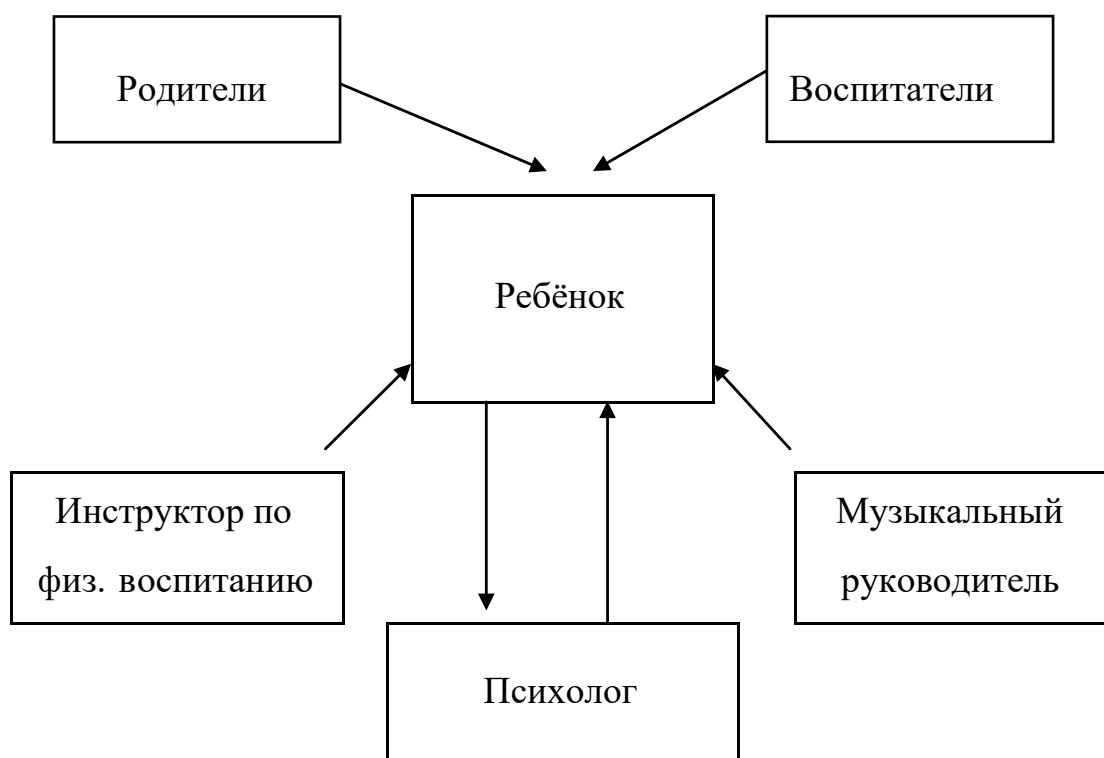 Родители
Воспитатели
Ребёнок
Инструктор по
физ. воспитанию
Музыкальный
руководитель
Психолог